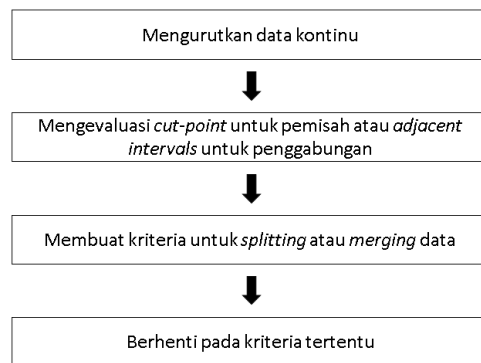 Mengurutkan data kontinu
Mengevaluasi cut-point untuk pemisah atau adjacent
intervals untuk penggabungan
Membuat kriteria untuk splitting atau merging data
Berhenti pada kriteria tertentu